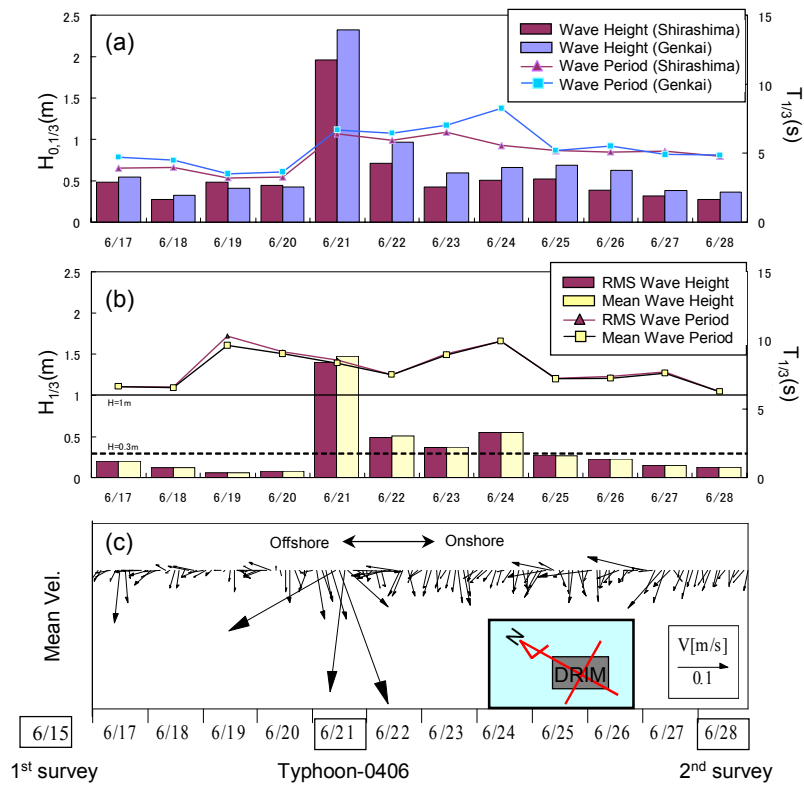 (a)
Wave Height (Shirashima)
Wave Height (Genkai)
Wave Period (Shirashima)
Wave Period (Genkai)
H0,1/3(m)
2.5
2
1.5
1
0.5
0
T1/3(s)
15
10
5
0
6/17 6/18 6/19 6/20 6/21 6/22 6/23 6/24 6/25 6/26 6/27 6/28
(b)
RMS Wave Height
Mean Wave Height
RMS Wave Period
Mean Wave Period
H1/3(m)
2.5
2
1.5
1
0.5
0
H=1m
H=0.3m
T1/3(s)
15
10
5
0
6/17 6/18 6/19 6/20 6/21 6/22 6/23 6/24 6/25 6/26 6/27 6/28
(c)
Offshore Onshore
Mean Vel.
N
DRIM
V[m/s]
0.1
6/15 6/17 6/18 6/19 6/20 6/21 6/22 6/23 6/24 6/25 6/26 6/27 6/28
1st survey Typhoon-0406 2nd survey